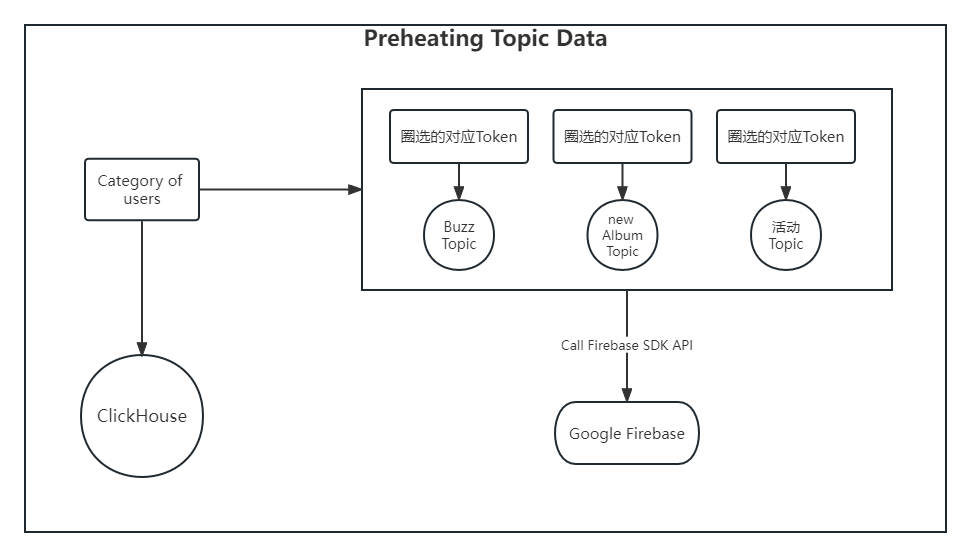 Preheating Topic Data
圈选的对应Token
圈选的对应Token
圈选的对应Token
Category of
users
Buzz
Topic
new
Album
Topic
活动
Topic
Call Firebase SDK API
ClickHouse
Google Firebase